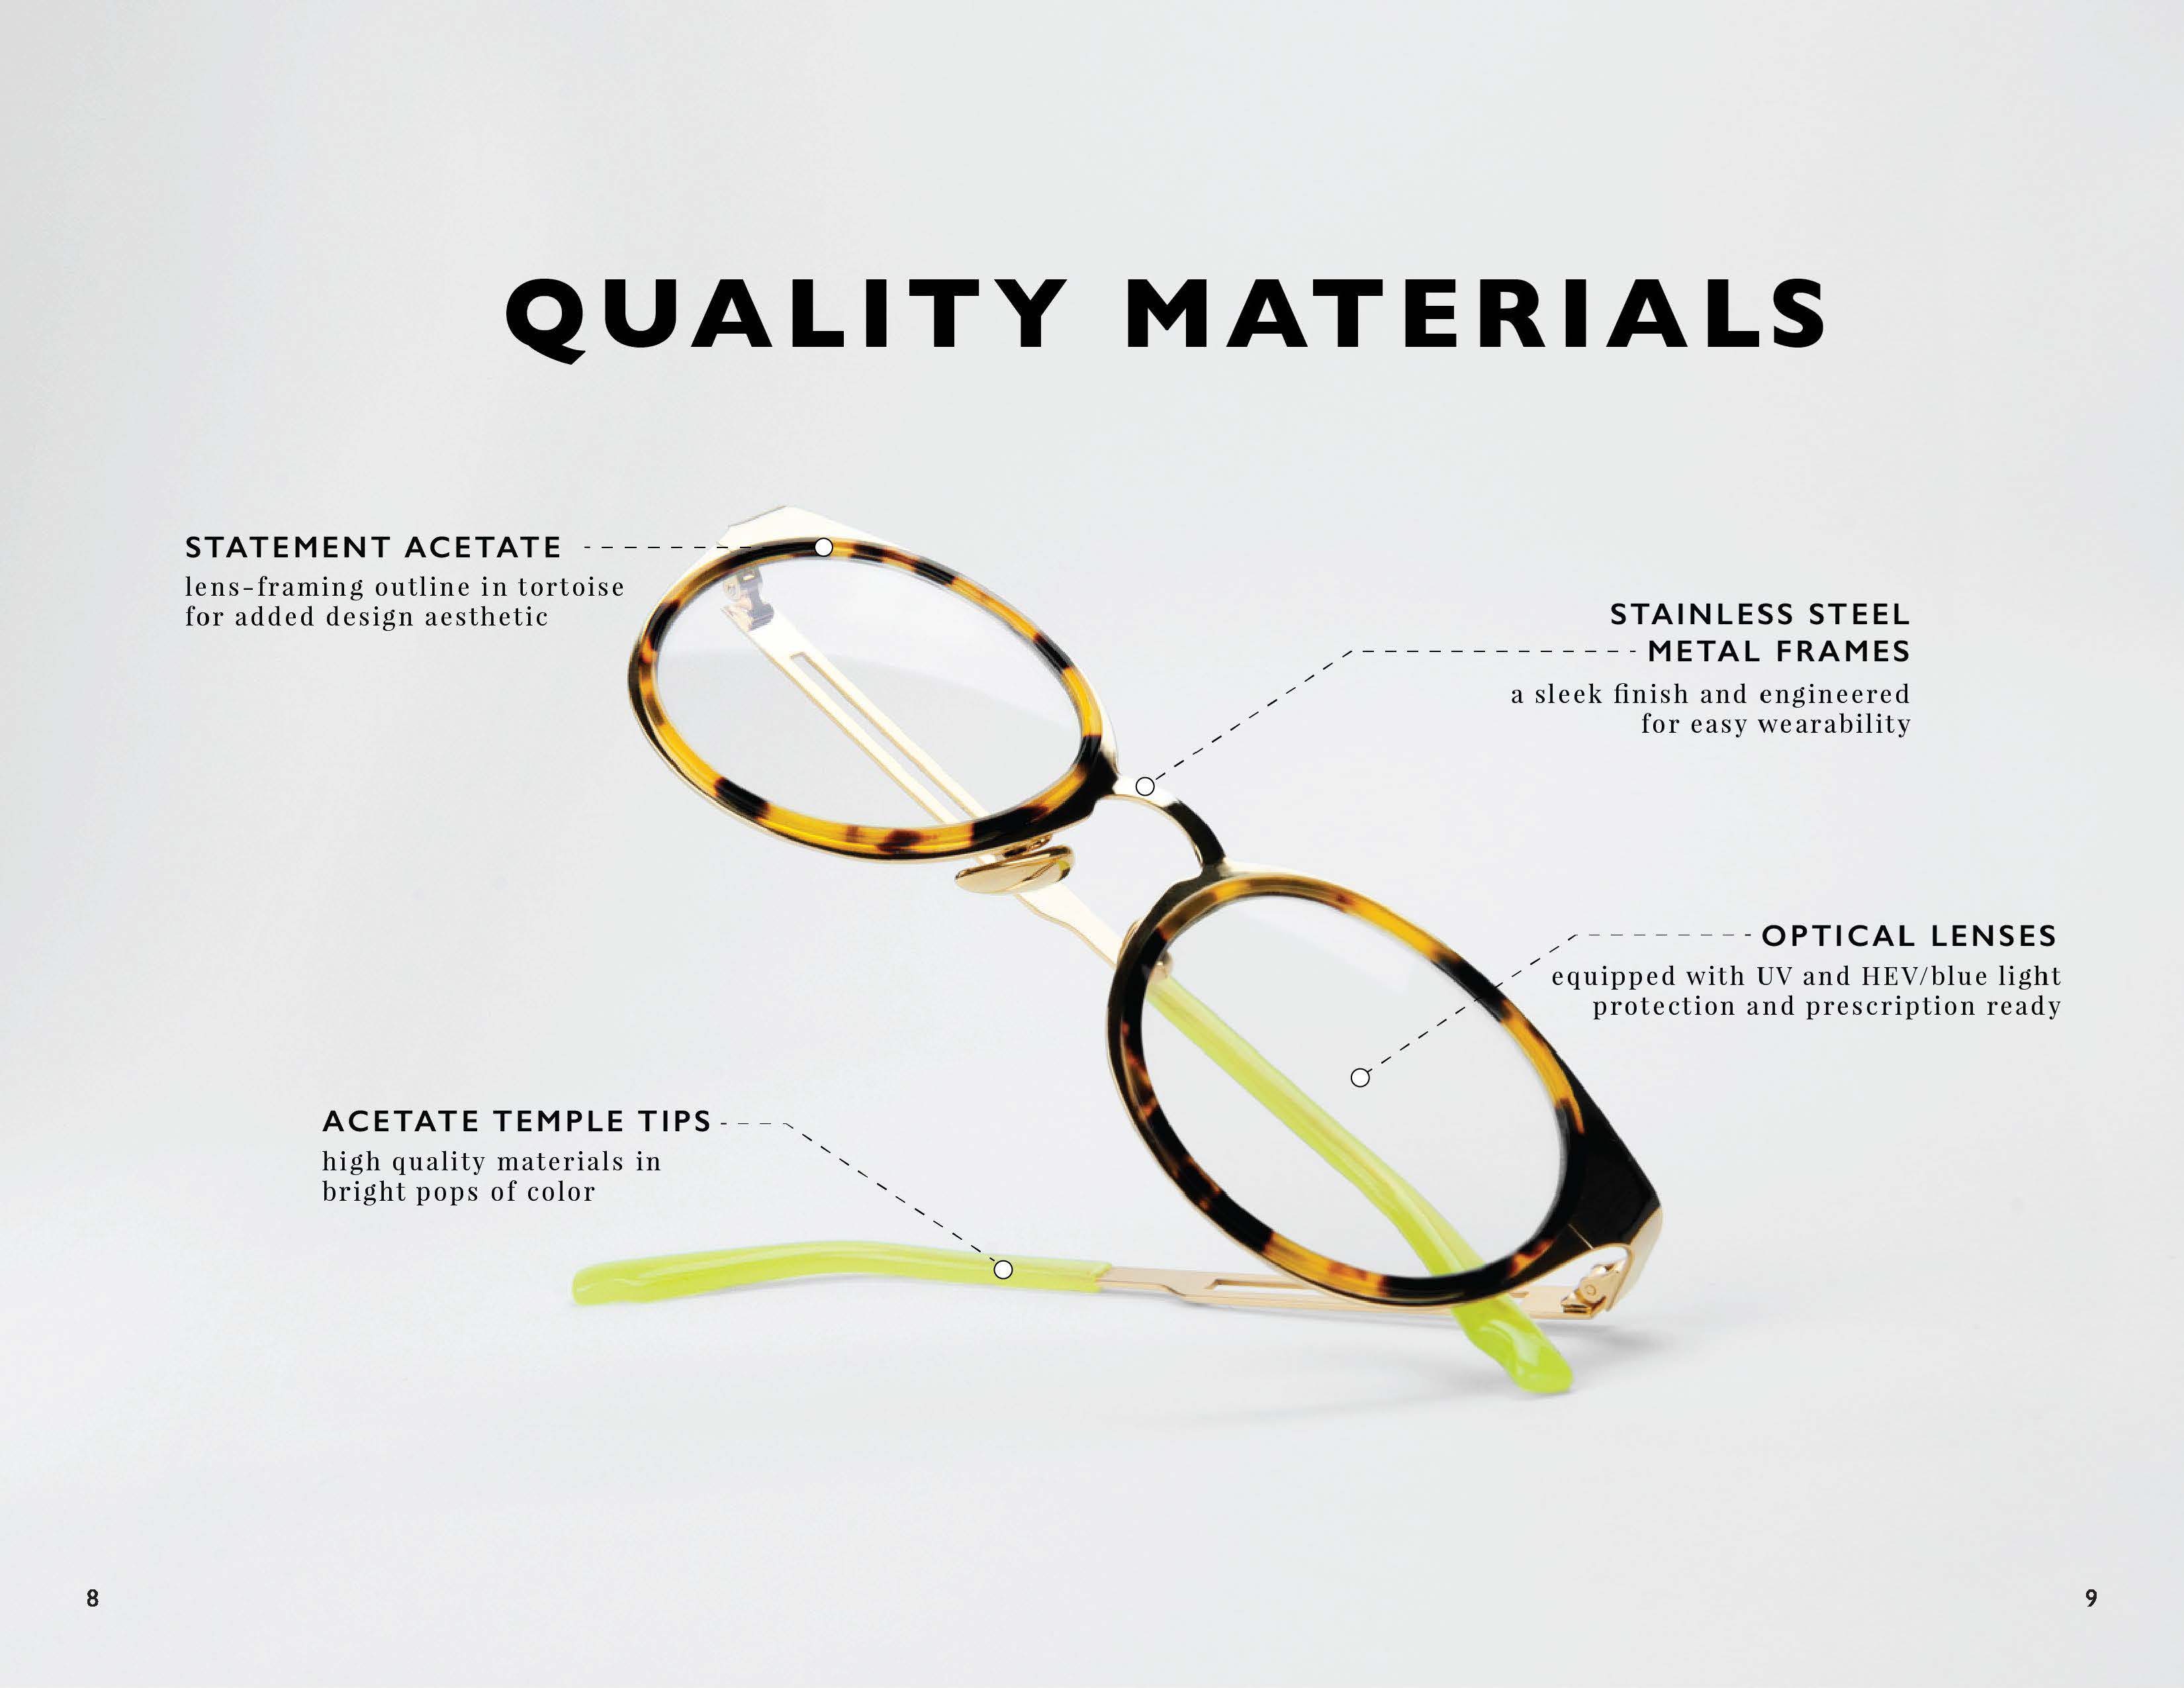 QUALITY MATERIALS
STATEMENT ACETATE
lens-framing outline in tortoise
for added design aesthetic
STAINLESS STEEL
METAL FRAMES
a sleek finish and engineered
for easy wearability
OPTICAL LENSES
equipped with UV and HEV/blue light
protection and prescription ready
ACETATE TEMPLE TIPS
high quality materials in
bright pops of color
8
9